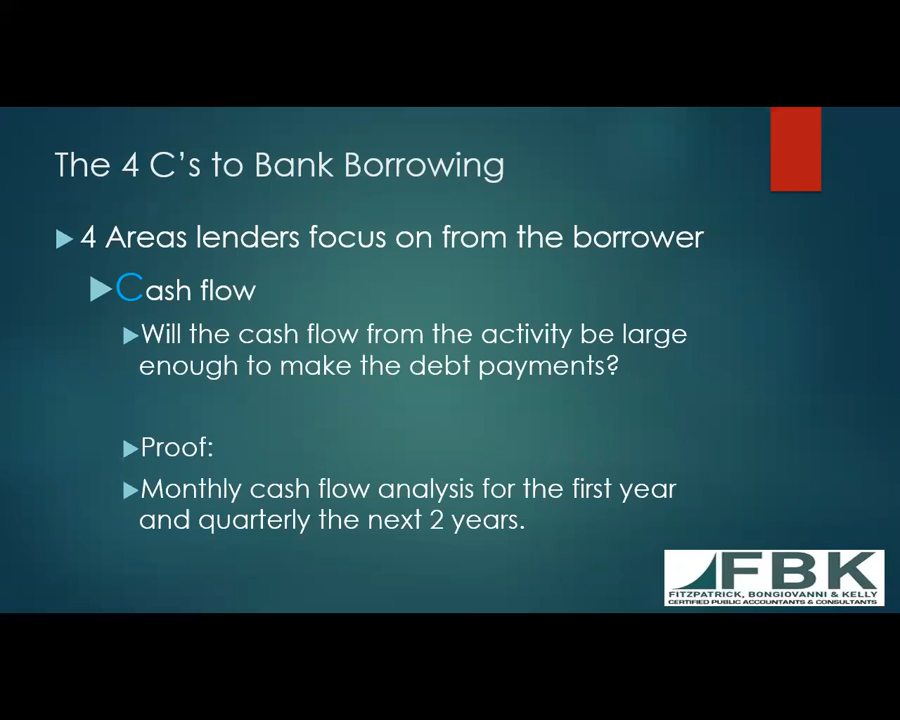 The 4 C's to Bank Borrowing
4 Areas lenders focus on from the borrower
Cash flow
Will the cash flow from the activity be large
enough to make the debt payments?
Proof:
Monthly cash flow analysis for the first year
and quarterly the next 2 years.
FBK
FITZPATRICK, BONGIOVANNI & KELLY
CERTIFIED PUBLIC ACCOUNTANTS & CONSULTANTS